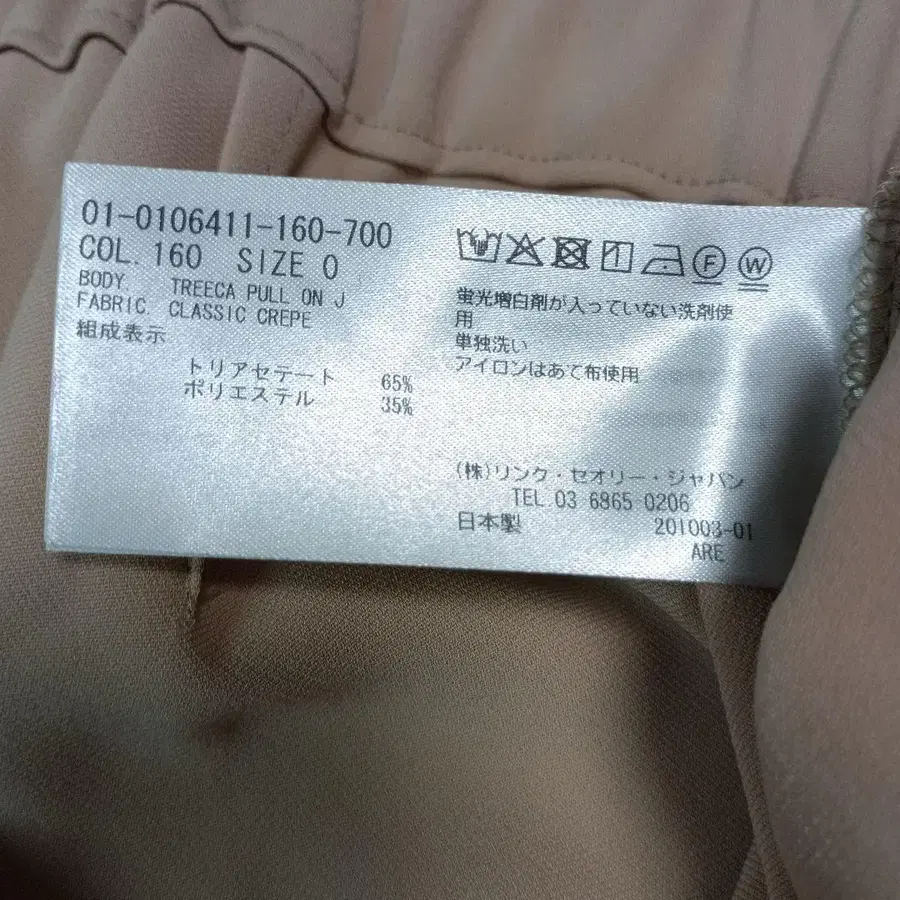 01-0106411-160-700
COL. 160 SIZE 0
BODY. TREECA PULL ON J
FABRIC. CLASSIC CREPE
組成表示
トリアセテート 65%
ポリエステル 35%
F W
蛍光増白剤が入っていない洗剤使
用
単独洗い
アイロンはあて布使用
(株)リンク・セオリー・ジャパン
TEL.03 6865 0206
日本製 201003-01
ARE